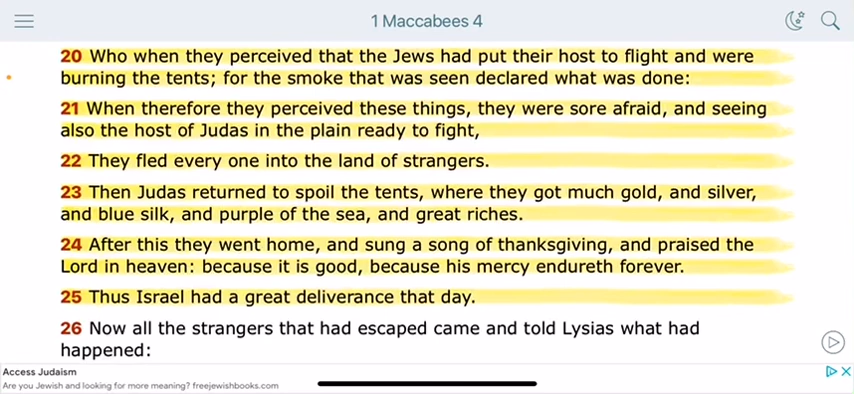 1 Maccabees 4
20 Who when they perceived that the Jews had put their host to flight and were
burning the tents; for the smoke that was seen declared what was done:
21 When therefore they perceived these things, they were sore afraid, and seeing
also the host of Judas in the plain ready to fight,
22 They fled every one into the land of strangers.
23 Then Judas returned to spoil the tents, where they got much gold, and silver,
and blue silk, and purple of the sea, and great riches.
24 After this they went home, and sung a song of thanksgiving, and praised the
Lord in heaven: because it is good, because his mercy endureth forever.
25 Thus Israel had a great deliverance that day.
26 Now all the strangers that had escaped came and told Lysias what had
happened:
Access Judaism
Are you Jewish and looking for more meaning? freejewishbooks.com